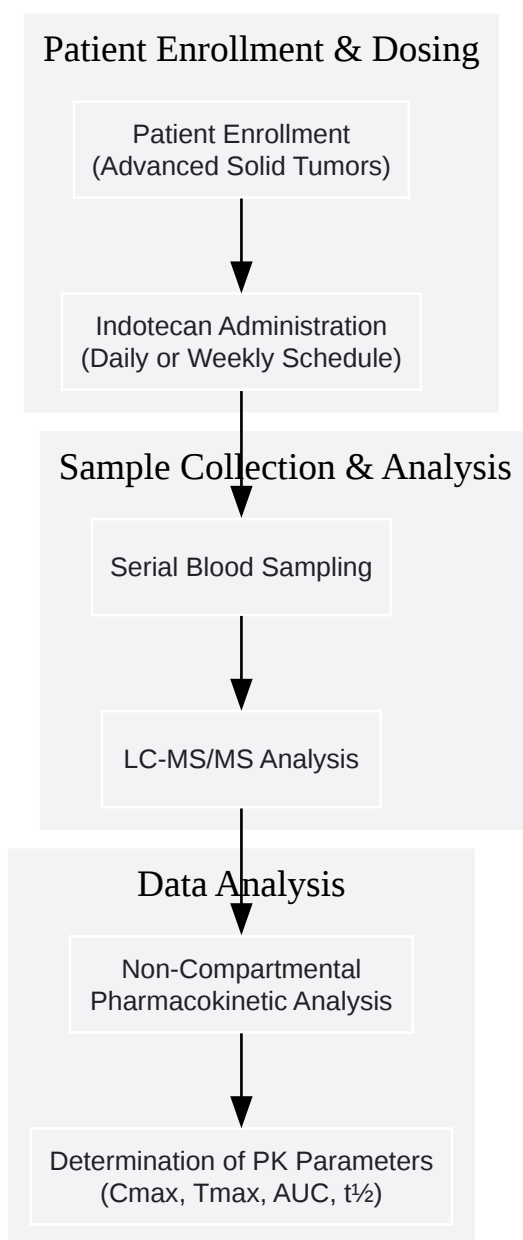 Patient Enrollment & Dosing
Patient Enrollment
(Advanced Solid Tumors)
Indotecan Administration
(Daily or Weekly Schedule)
Sample Collection & Analysis
Serial Blood Sampling
LC-MS/MS Analysis
Data Analysis
Non-Compartmental
Pharmacokinetic Analysis
Determination of PK Parameters
(Cmax, Tmax, AUC, t½)